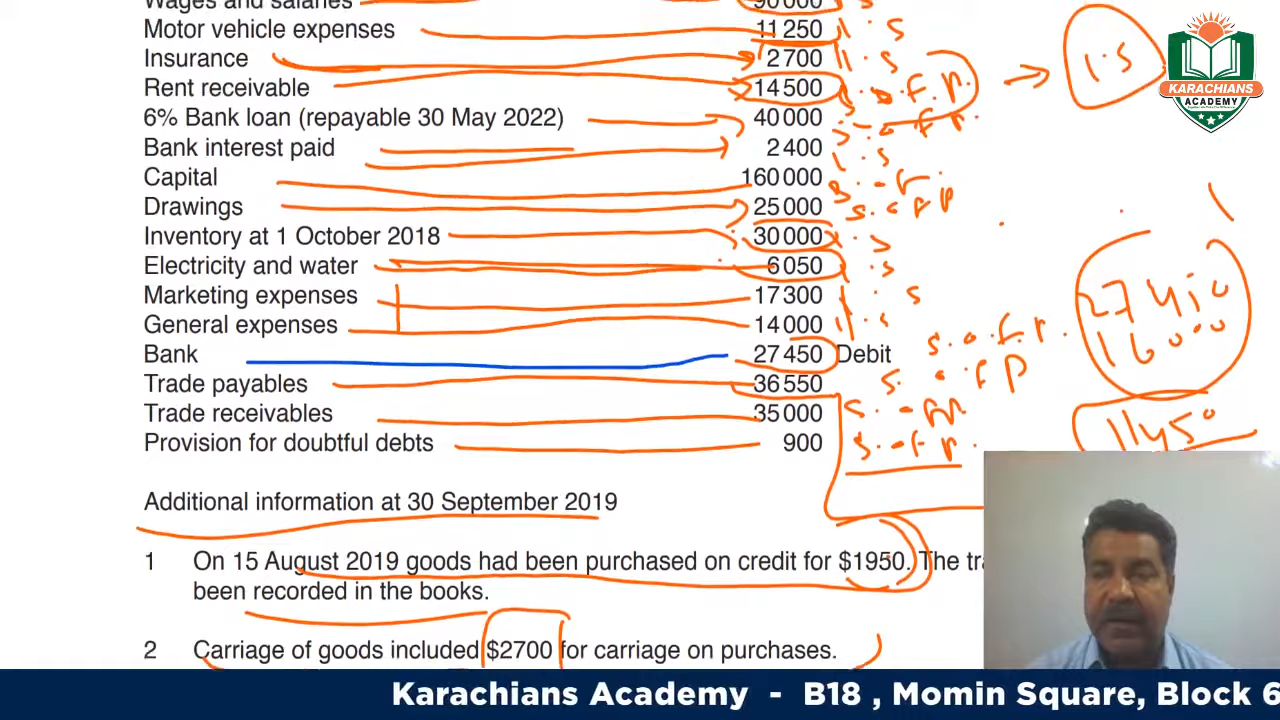 Wages and salaries 90 000 I.S
Motor vehicle expenses 11 250 I.S
Insurance 2 700 I.S
Rent receivable 14 500 S.O.F.P. → I.S
KARACHIANS
ACADEMY
6% Bank loan (repayable 30 May 2022) 40 000 S.O.F.P.
Bank interest paid 2 400 I.S
Capital 160 000
Drawings 25 000 S.O.F.P
Inventory at 1 October 2018 30 000 I.S
Electricity and water 6 050 I.S
Marketing expenses 17 300 I.S
General expenses 14 000 I.S
Bank 27 450 Debit S.O.F.P.
Trade payables 36 550 S.O.F.P
Trade receivables 35 000
Provision for doubtful debts 900 S.O.F.P.
27450
16000
11450
Additional information at 30 September 2019
1 On 15 August 2019 goods had been purchased on credit for $1950. The
been recorded in the books.
2 Carriage of goods included $2700 for carriage on purchases.
Karachians Academy - B18 , Momin Square, Block 6